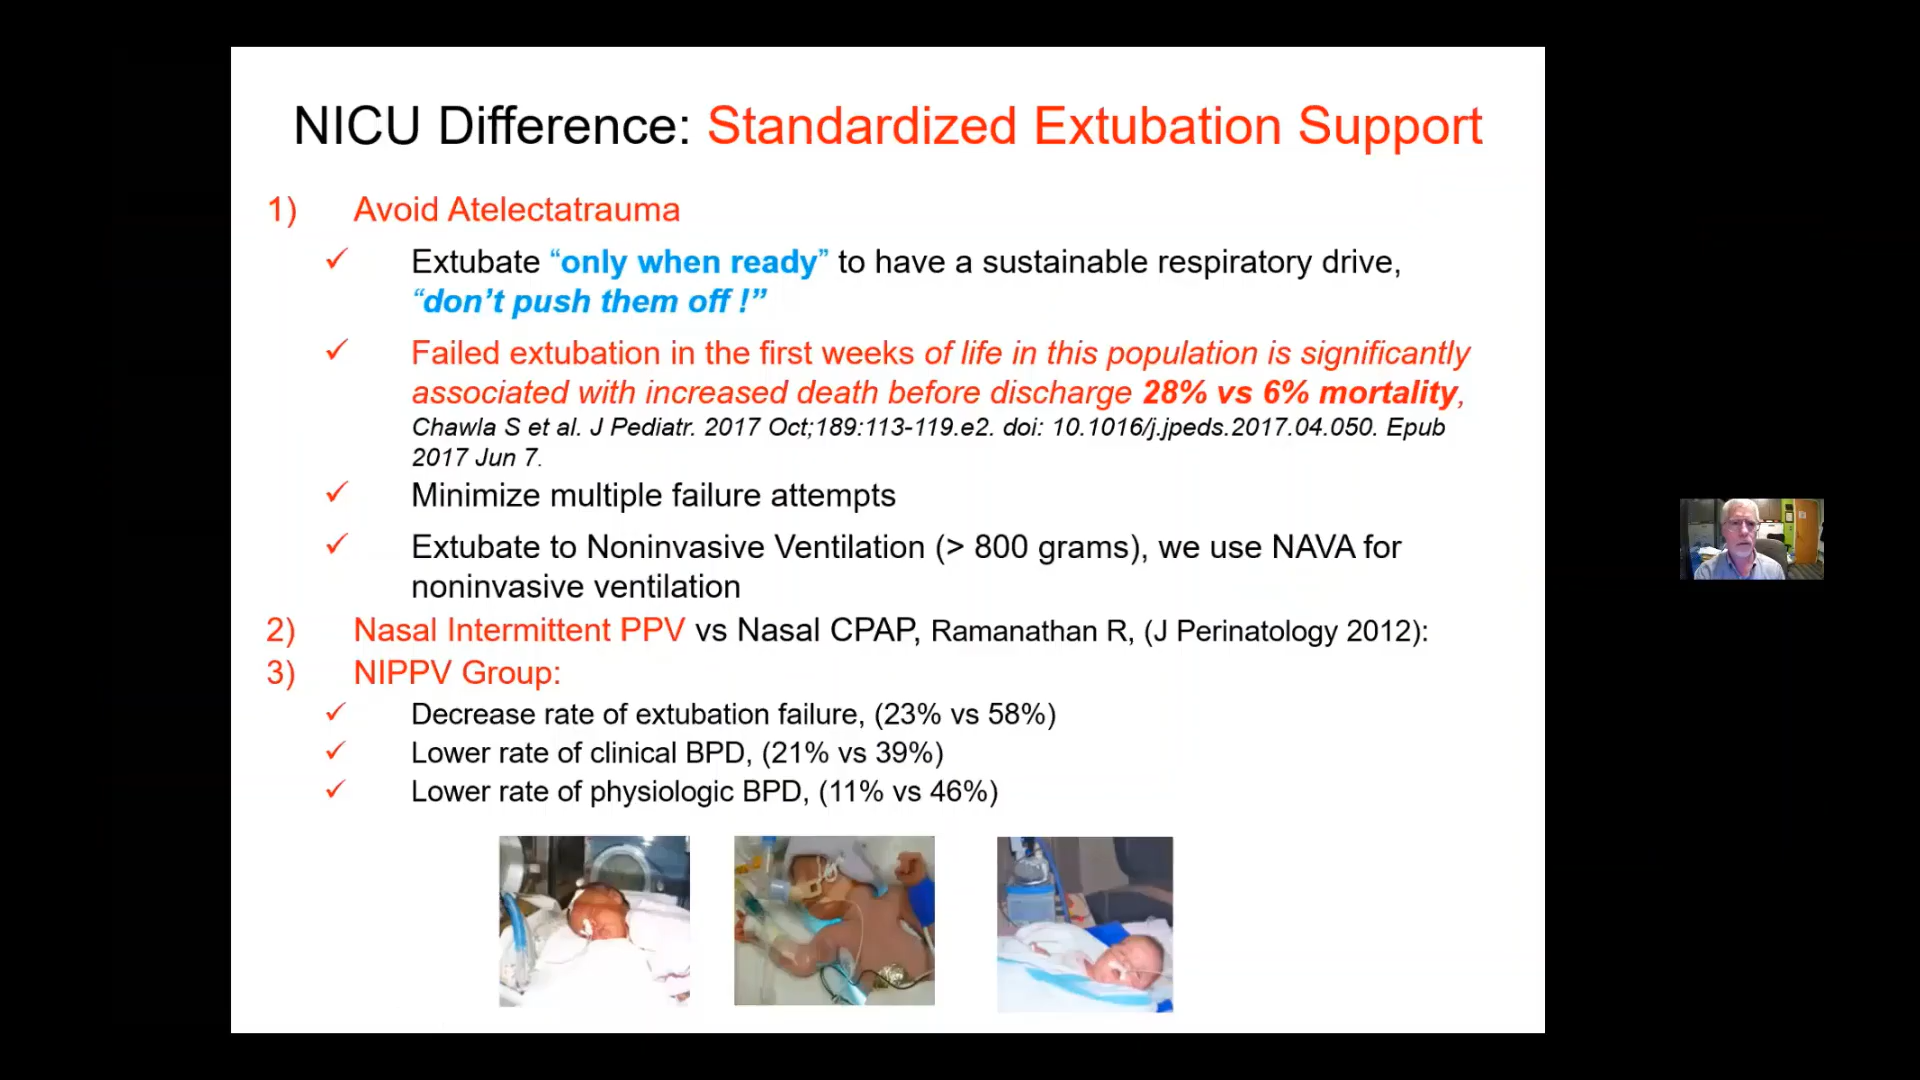 NICU Difference: Standardized Extubation Support
1) Avoid Atelectatrauma
✓ Extubate “only when ready” to have a sustainable respiratory drive,
“don’t push them off !”
✓ Failed extubation in the first weeks of life in this population is significantly
associated with increased death before discharge 28% vs 6% mortality,
Chawla S et al. J Pediatr. 2017 Oct;189:113-119.e2. doi: 10.1016/j.jpeds.2017.04.050. Epub
2017 Jun 7.
✓ Minimize multiple failure attempts
✓ Extubate to Noninvasive Ventilation (> 800 grams), we use NAVA for
noninvasive ventilation
2) Nasal Intermittent PPV vs Nasal CPAP, Ramanathan R, (J Perinatology 2012):
3) NIPPV Group:
✓ Decrease rate of extubation failure, (23% vs 58%)
✓ Lower rate of clinical BPD, (21% vs 39%)
✓ Lower rate of physiologic BPD, (11% vs 46%)